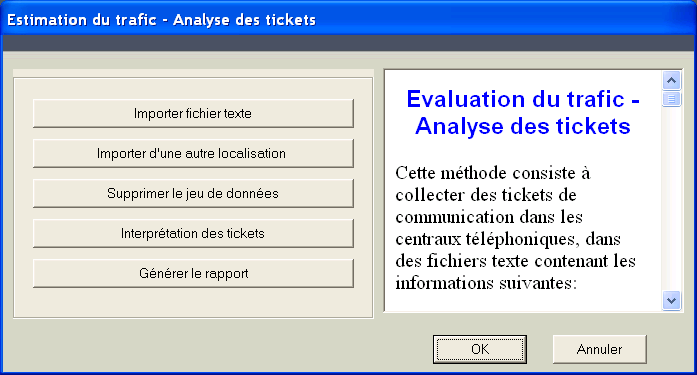 Estimation du trafic - Analyse des tickets
Importer fichier texte
Importer d'une autre localisation
Supprimer le jeu de données
Interprétation des tickets
Générer le rapport
Evaluation du trafic -
Analyse des tickets
Cette méthode consiste à
collecter des tickets de
communication dans les
centraux téléphoniques, dans
des fichiers texte contenant les
informations suivantes:
OK
Annuler